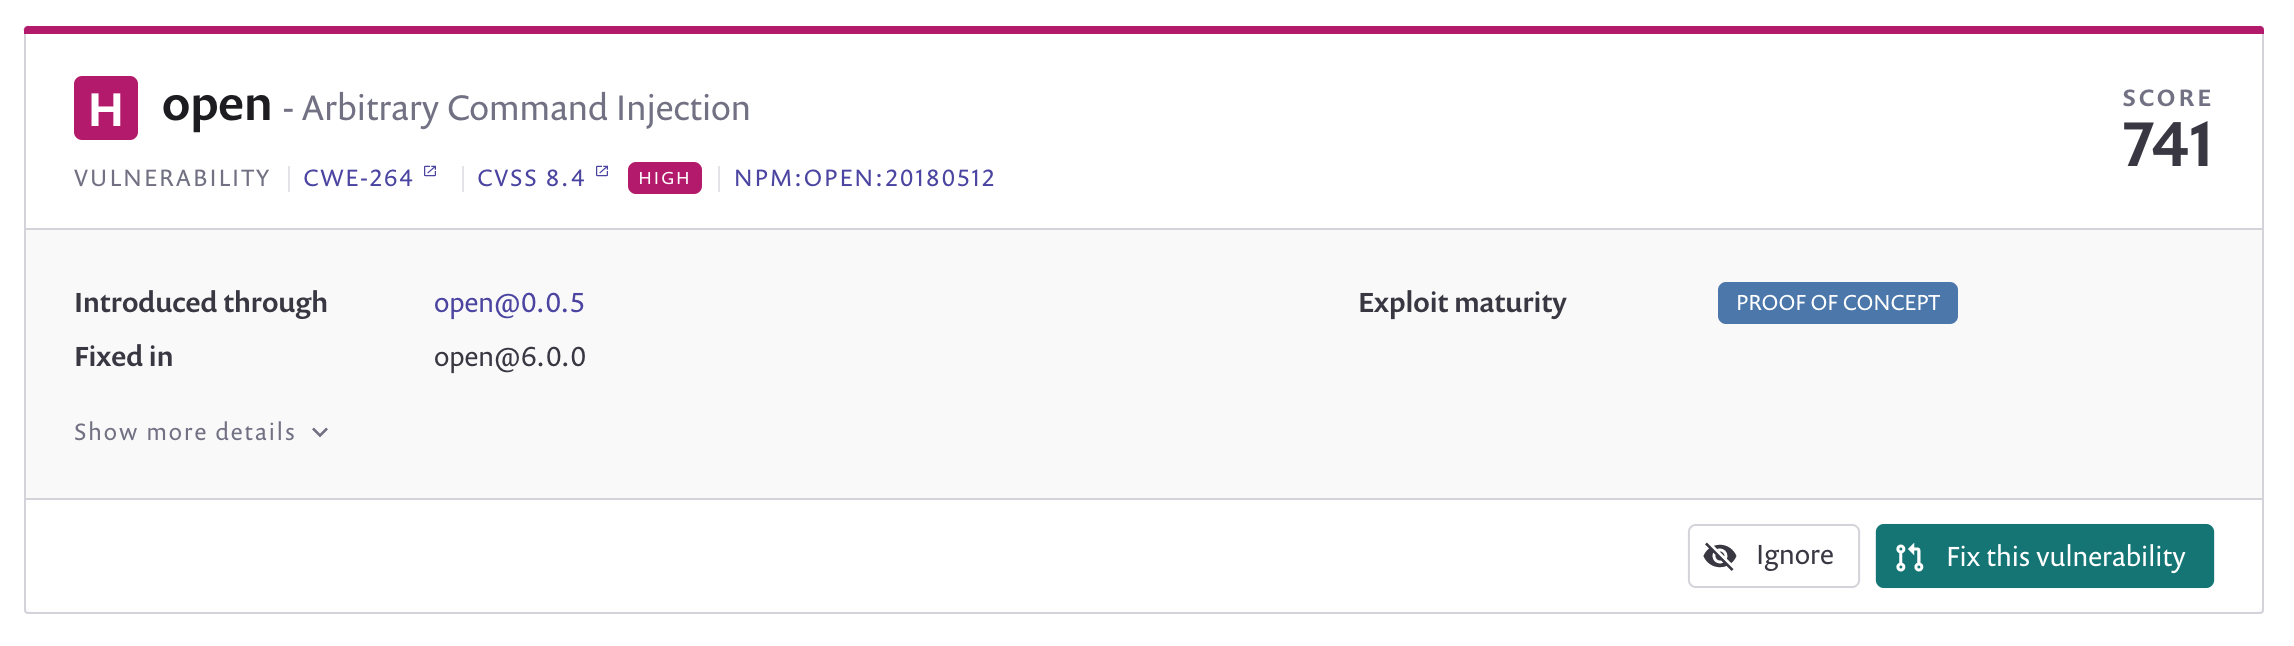 H open - Arbitrary Command Injection
SCORE
741
VULNERABILITY CWE-264 CVSS 8.4 HIGH NPM:OPEN:20180512
Introduced through open@0.0.5 Exploit maturity PROOF OF CONCEPT
Fixed in open@6.0.0
Show more details
Ignore Fix this vulnerability